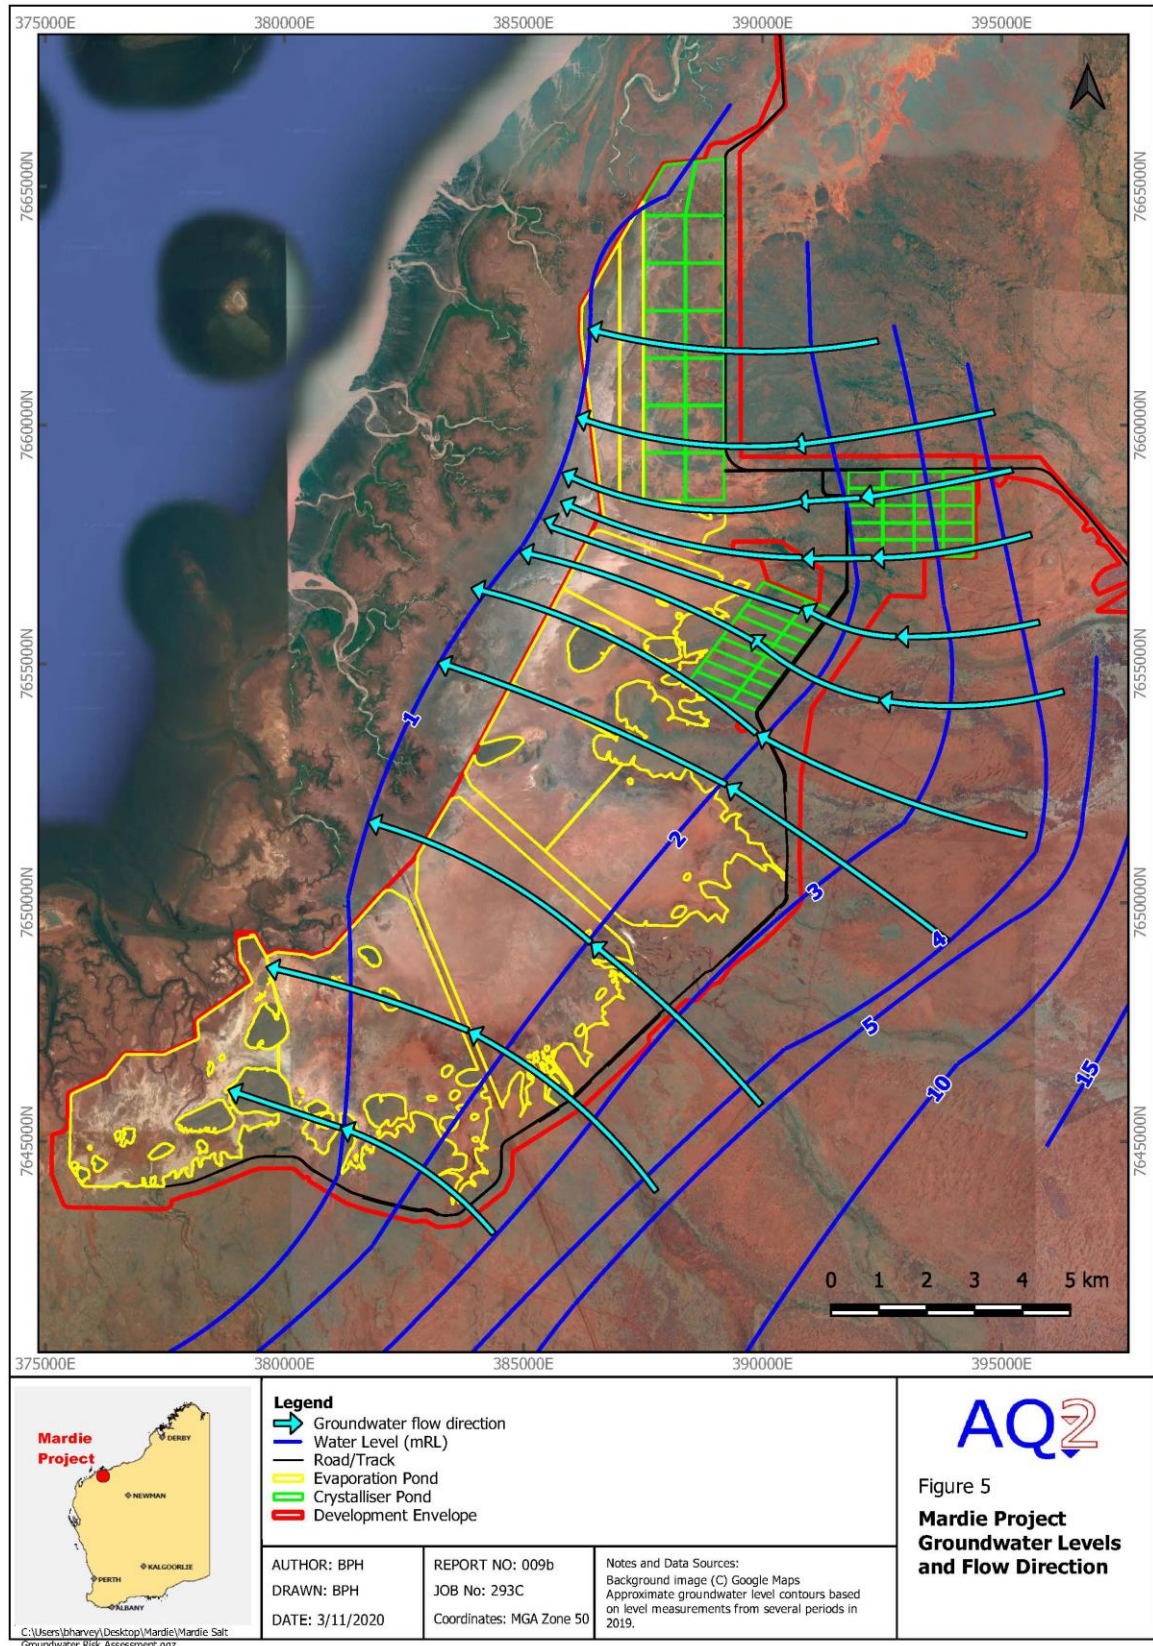 375000E 380000E 385000E 390000E 395000E
N
7665000N 7665000N
7660000N 7660000N
7655000N 7655000N
7650000N 7650000N
7645000N 7645000N
1
2
3
4
5
10
15
0 1 2 3 4 5 km
375000E 380000E 385000E 390000E 395000E
Mardie
Project
DERBY
NEWMAN
KALGOORLIE
PERTH
ALBANY
C:\Users\bharvey\Desktop\Mardie\Mardie Salt
Groundwater Risk Assessment.qgz
Legend
Groundwater flow direction
Water Level (mRL)
Road/Track
Evaporation Pond
Crystalliser Pond
Development Envelope
AUTHOR: BPH
DRAWN: BPH
DATE: 3/11/2020
REPORT NO: 009b
JOB No: 293C
Coordinates: MGA Zone 50
Notes and Data Sources:
Background image (C) Google Maps
Approximate groundwater level contours based
on level measurements from several periods in
2019.
AQ2
Figure 5
Mardie Project
Groundwater Levels
and Flow Direction